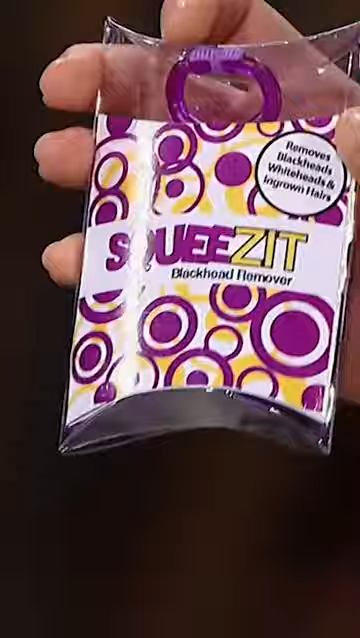 Removes
Blackheads
Whiteheads &
Ingrown Hairs
SQUEEZIT
Blackhead Remover